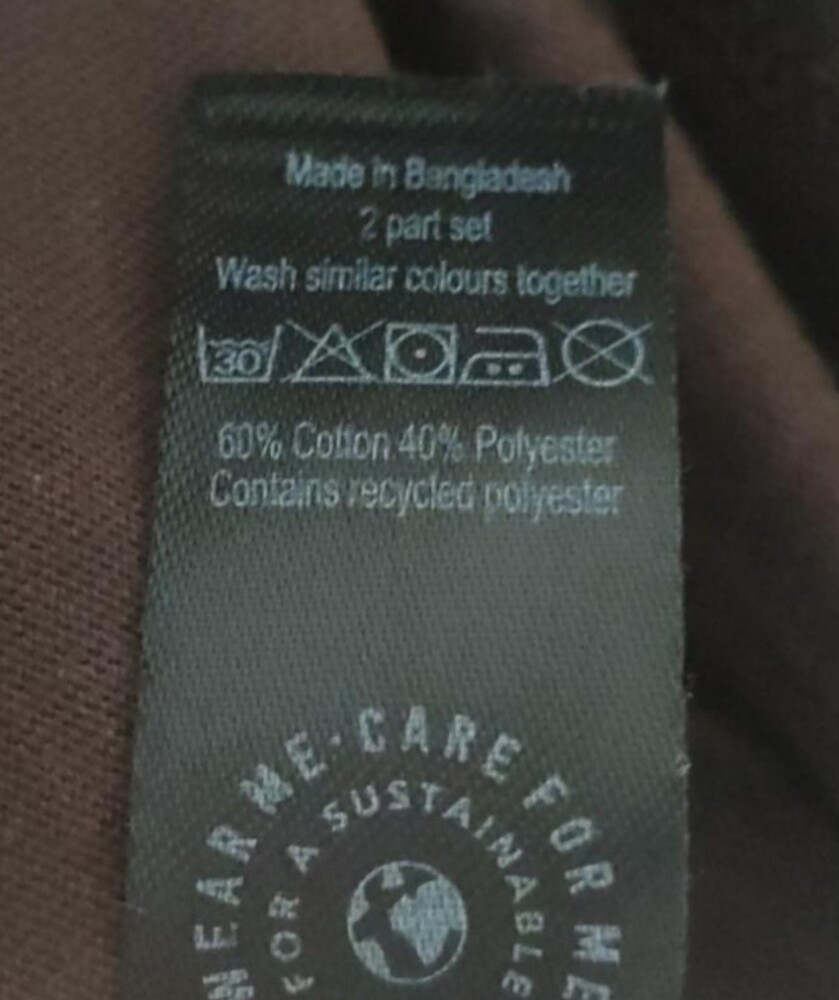 Made in Bangladesh
2 part set
Wash similar colours together
30
60% Cotton 40% Polyester
Contains recycled polyester
WEAR ME · CARE FOR ME
FOR A SUSTAINABLE